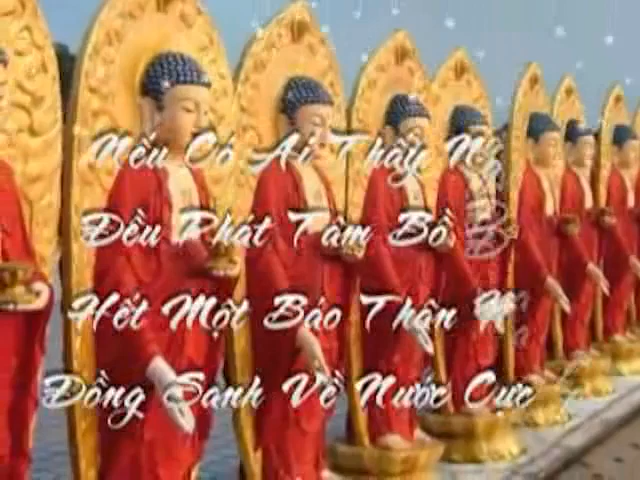 Nếu Có Ai Thấy
Đều Phát Tâm Bồ
Hết Một Báo Thân
Đồng Sanh Về Nước Cực